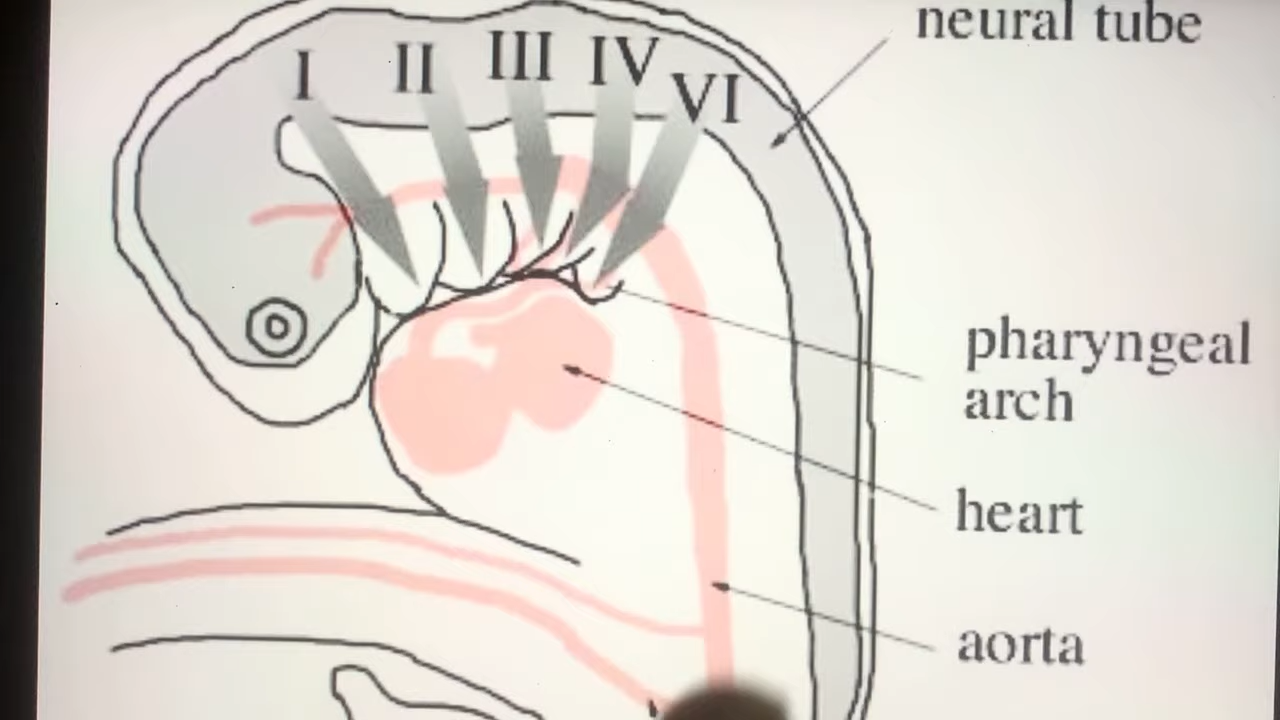 neural tube
I II III IV VI
pharyngeal
arch
heart
aorta